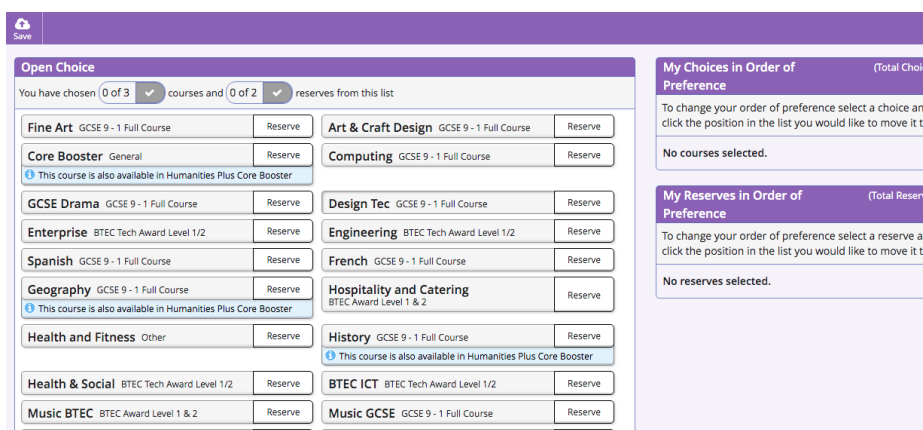 Save
Open Choice
You have chosen 0 of 3 courses and 0 of 2 reserves from this list
Fine Art GCSE 9 - 1 Full Course Reserve
Art & Craft Design GCSE 9 - 1 Full Course Reserve
Core Booster General Reserve
This course is also available in Humanities Plus Core Booster
Computing GCSE 9 - 1 Full Course Reserve
GCSE Drama GCSE 9 - 1 Full Course Reserve
Design Tec GCSE 9 - 1 Full Course Reserve
Enterprise BTEC Tech Award Level 1/2 Reserve
Engineering BTEC Tech Award Level 1/2 Reserve
Spanish GCSE 9 - 1 Full Course Reserve
French GCSE 9 - 1 Full Course Reserve
Geography GCSE 9 - 1 Full Course Reserve
This course is also available in Humanities Plus Core Booster
Hospitality and Catering
BTEC Award Level 1 & 2 Reserve
Health and Fitness Other Reserve
History GCSE 9 - 1 Full Course Reserve
This course is also available in Humanities Plus Core Booster
Health & Social BTEC Tech Award Level 1/2 Reserve
BTEC ICT BTEC Tech Award Level 1/2 Reserve
Music BTEC BTEC Award Level 1 & 2 Reserve
Music GCSE GCSE 9 - 1 Full Course Reserve
My Choices in Order of (Total
Preference
To change your order of preference select a choice
click the position in the list you would like to move it
No courses selected.
My Reserves in Order of (Total
Preference
To change your order of preference select a reserve
click the position in the list you would like to move it
No reserves selected.